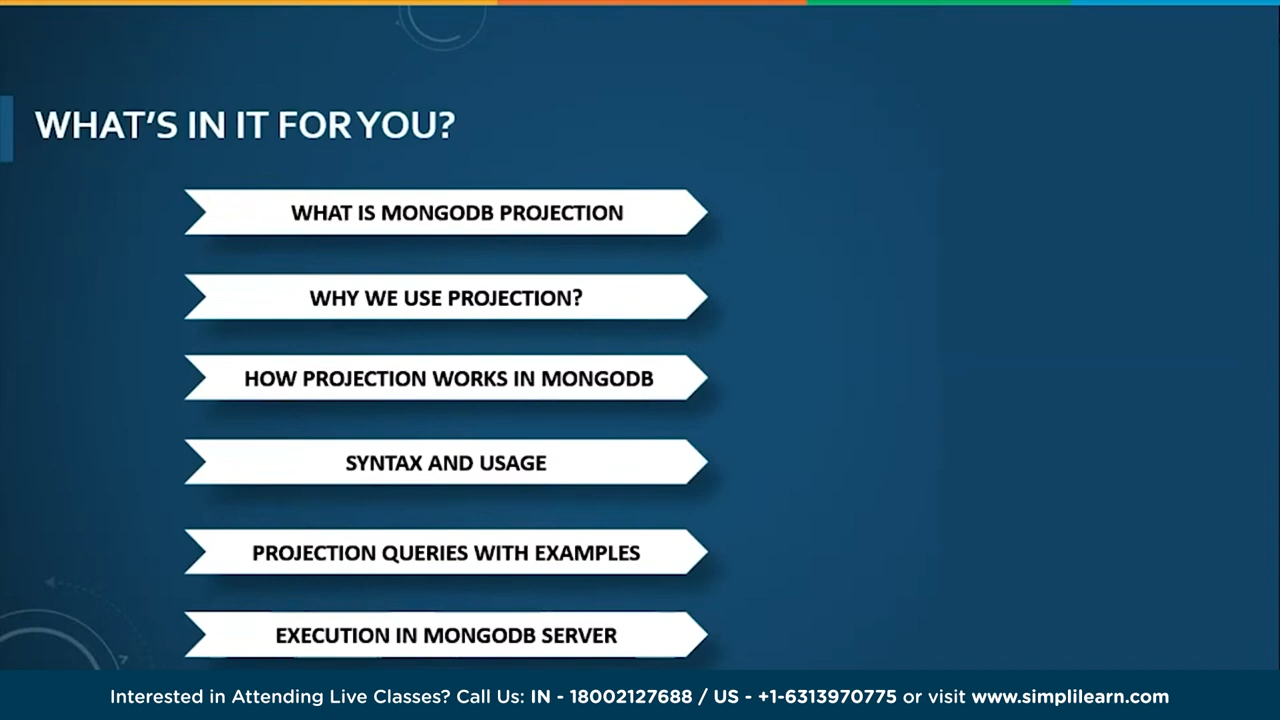 WHAT'S IN IT FOR YOU?
WHAT IS MONGODB PROJECTION
WHY WE USE PROJECTION?
HOW PROJECTION WORKS IN MONGODB
SYNTAX AND USAGE
PROJECTION QUERIES WITH EXAMPLES
EXECUTION IN MONGODB SERVER
Interested in Attending Live Classes? Call Us: IN - 18002127688 / US - +1-6313970775 or visit www.simplilearn.com